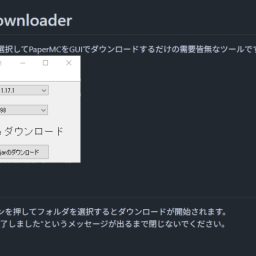 ownloader
選択してPaperMCをGUIでダウンロードするだけの需要皆無なツールです
1.17.1
98
ダウンロード
jarのダウンロード
ンを押してフォルダを選択するとダウンロードが開始されます。
了しました"というメッセージが出るまで閉じないでください。